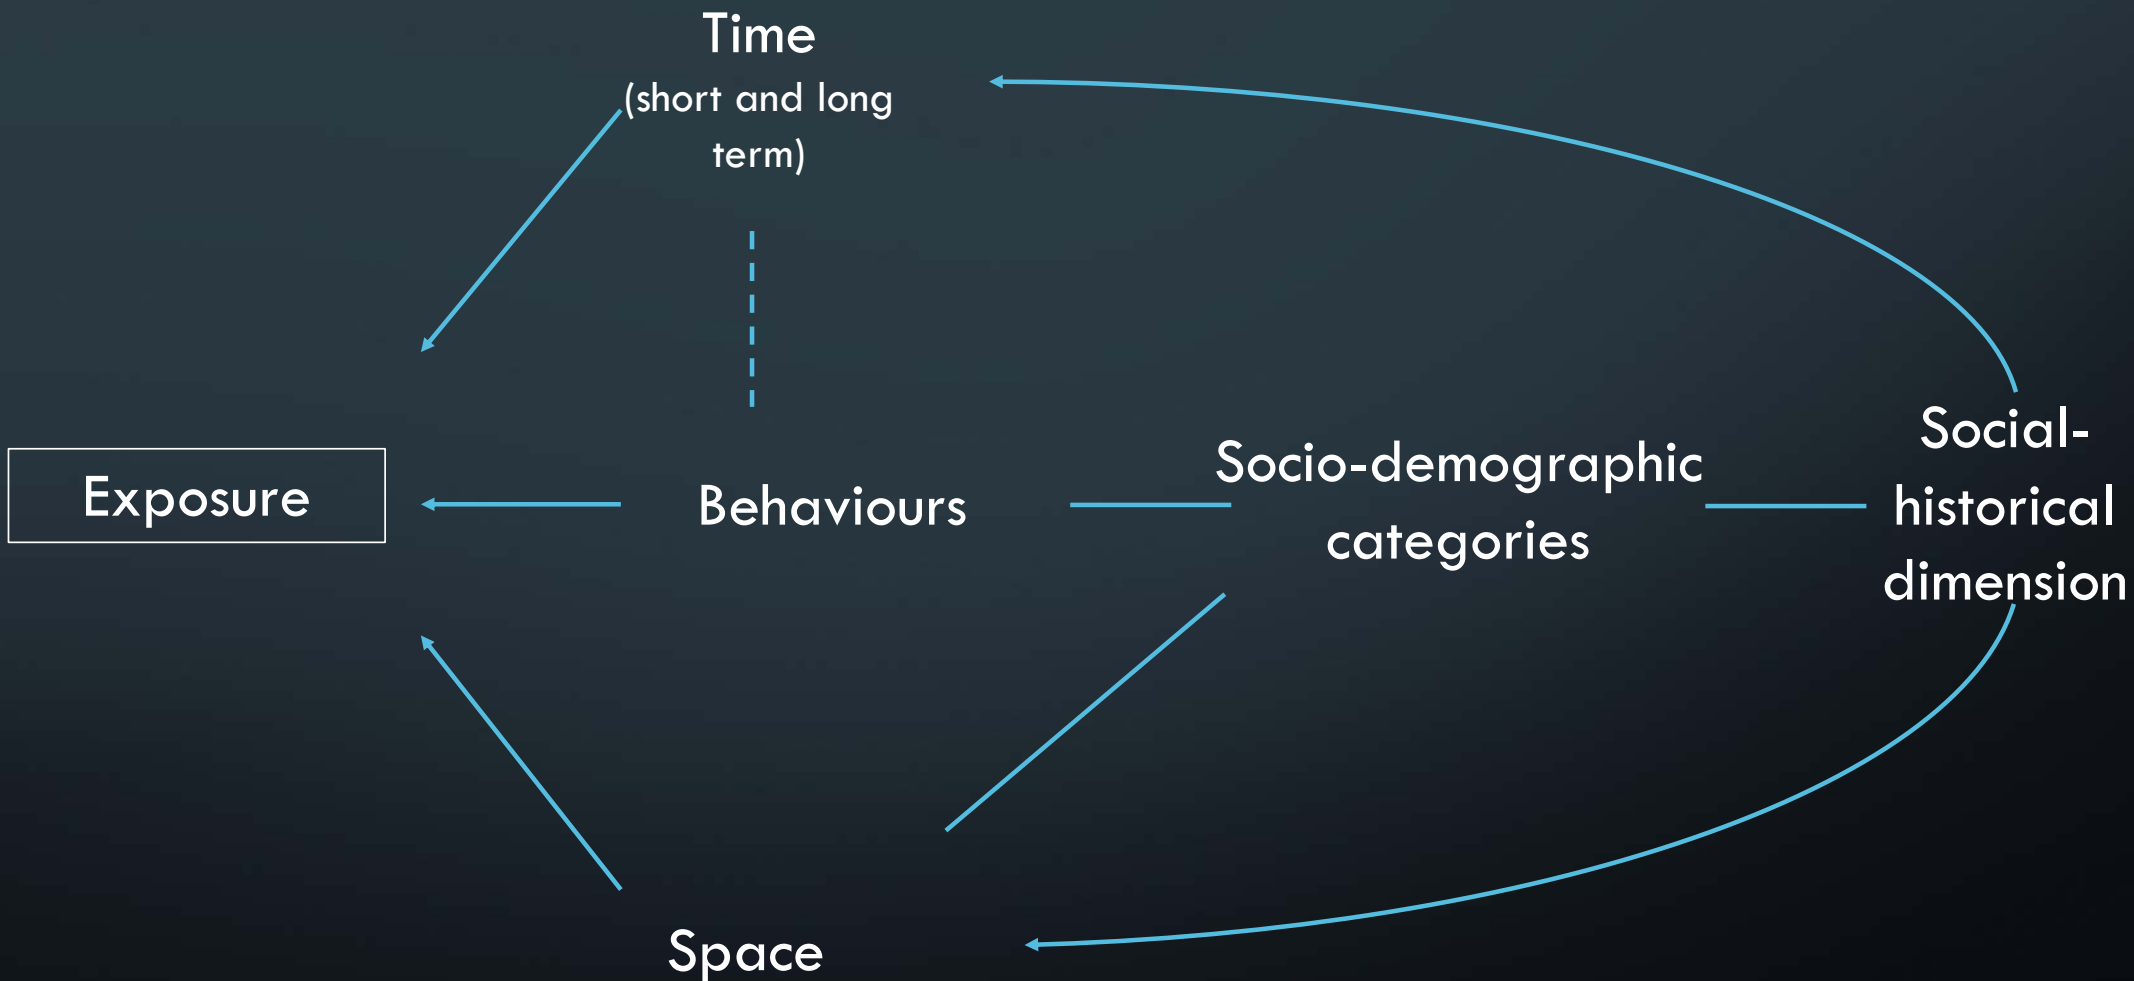 Time
(short and long
term)
Exposure
Behaviours
Socio-demographic
categories
Social-
historical
dimension
Space